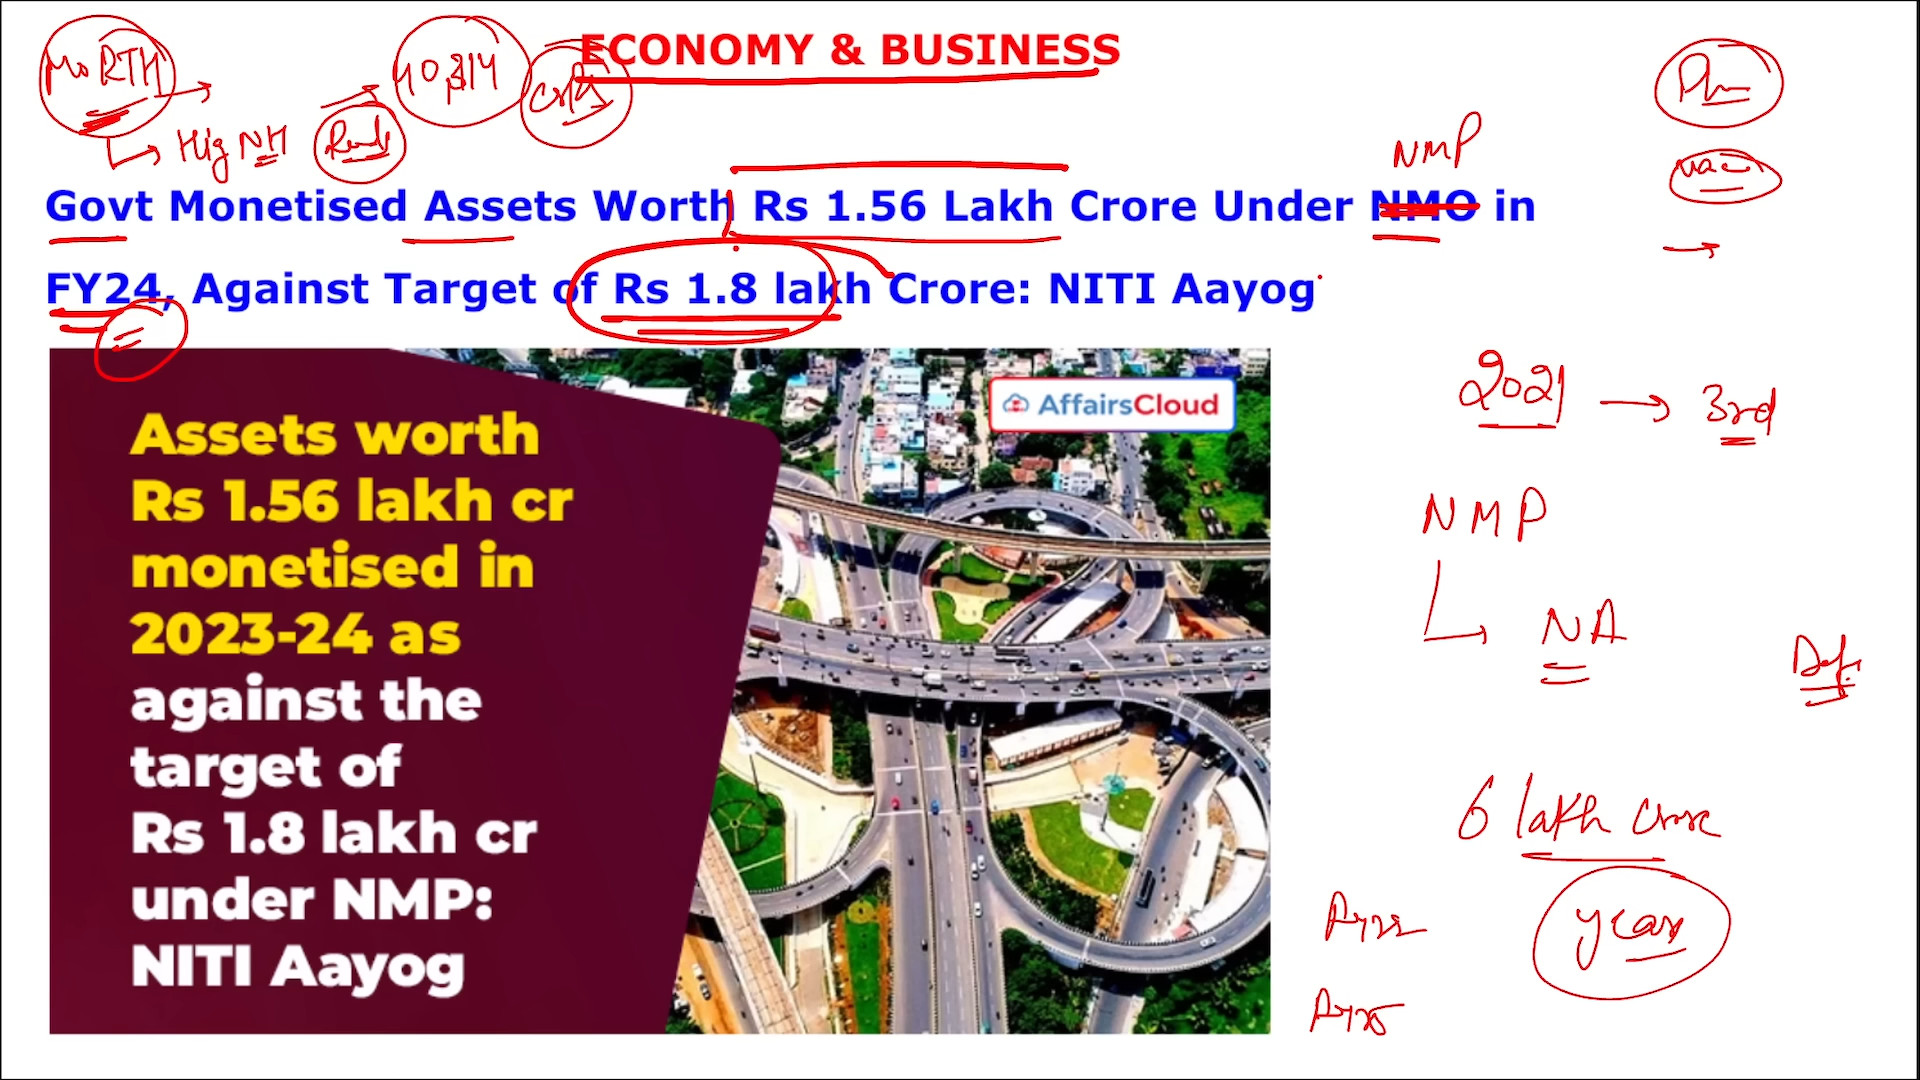 MoRTH
40,314
ECONOMY & BUSINESS
Hig NH
NMP
Govt Monetised Assets Worth Rs 1.56 Lakh Crore Under NMO in
FY24, Against Target of Rs 1.8 lakh Crore: NITI Aayog
AffairsCloud
2021 → 3rd
Assets worth
Rs 1.56 lakh cr
monetised in
2023-24 as
against the
target of
Rs 1.8 lakh cr
under NMP:
NITI Aayog
NMP
NA
6 lakh crore
year